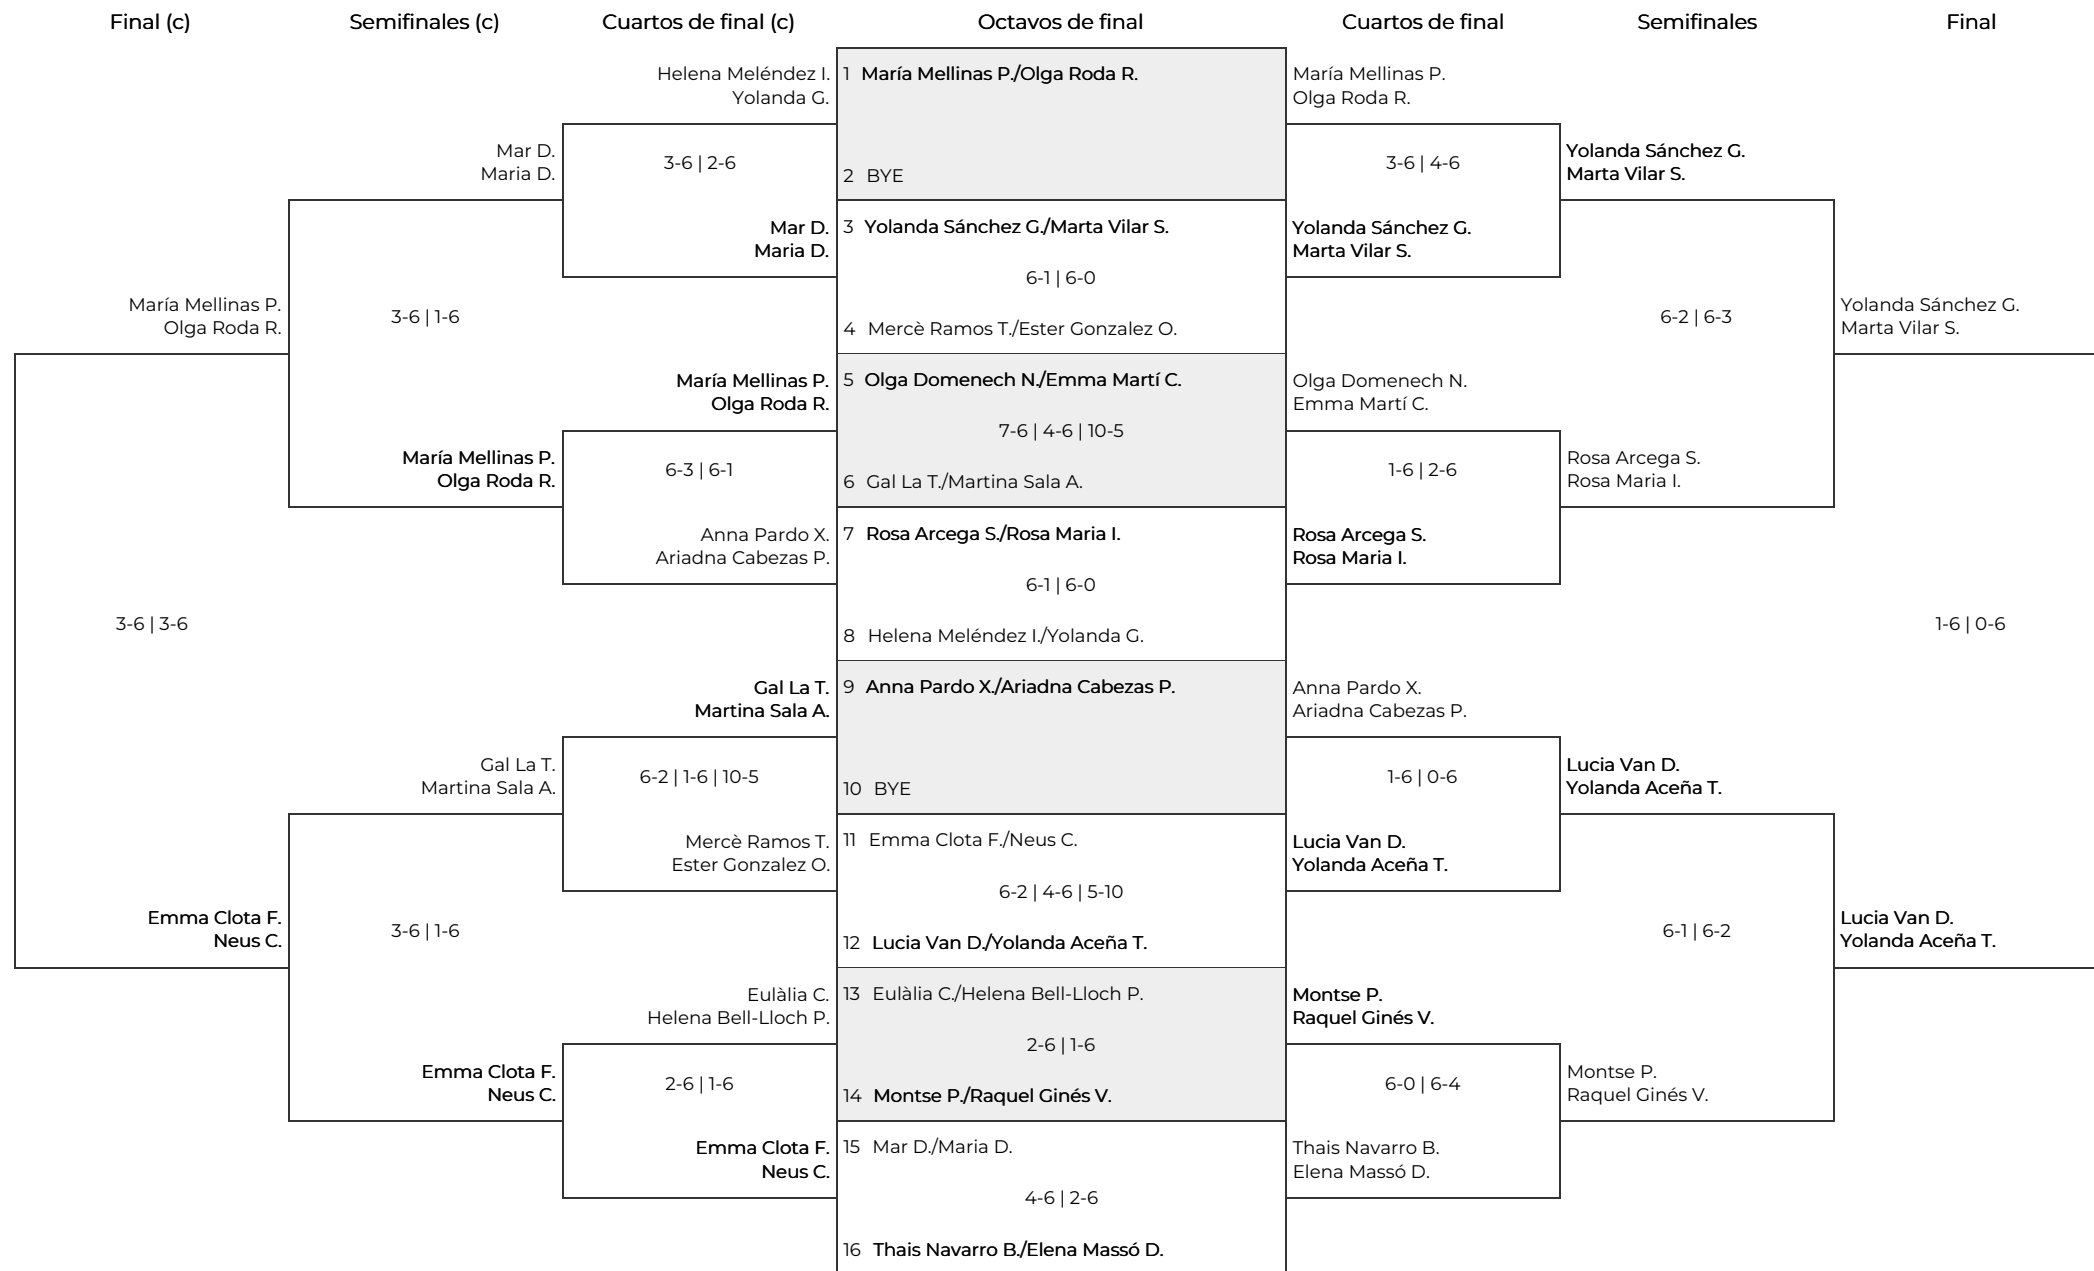 Final (c)
Semifinales (c)
Cuartos de final (c)
Octavos de final
Cuartos de final
Semifinales
Final
María Mellinas P.
Olga Roda R.
3-6 | 3-6
Emma Clota F.
Neus C.
Mar D.
Maria D.
3-6 | 1-6
María Mellinas P.
Olga Roda R.
Gal La T.
Martina Sala A.
3-6 | 1-6
Emma Clota F.
Neus C.
Helena Meléndez I.
Yolanda G.
3-6 | 2-6
Mar D.
Maria D.
María Mellinas P.
Olga Roda R.
6-3 | 6-1
Anna Pardo X.
Ariadna Cabezas P.
Gal La T.
Martina Sala A.
6-2 | 1-6 | 10-5
Mercè Ramos T.
Ester Gonzalez O.
Eulàlia C.
Helena Bell-Lloch P.
2-6 | 1-6
Emma Clota F.
Neus C.
1 María Mellinas P./Olga Roda R.
2 BYE
3 Yolanda Sánchez G./Marta Vilar S.
6-1 | 6-0
4 Mercè Ramos T./Ester Gonzalez O.
5 Olga Domenech N./Emma Martí C.
7-6 | 4-6 | 10-5
6 Gal La T./Martina Sala A.
7 Rosa Arcega S./Rosa Maria I.
6-1 | 6-0
8 Helena Meléndez I./Yolanda G.
9 Anna Pardo X./Ariadna Cabezas P.
10 BYE
11 Emma Clota F./Neus C.
6-2 | 4-6 | 5-10
12 Lucia Van D./Yolanda Aceña T.
13 Eulàlia C./Helena Bell-Lloch P.
2-6 | 1-6
14 Montse P./Raquel Ginés V.
15 Mar D./Maria D.
4-6 | 2-6
16 Thais Navarro B./Elena Massó D.
María Mellinas P.
Olga Roda R.
3-6 | 4-6
Yolanda Sánchez G.
Marta Vilar S.
Olga Domenech N.
Emma Martí C.
1-6 | 2-6
Rosa Arcega S.
Rosa Maria I.
Anna Pardo X.
Ariadna Cabezas P.
1-6 | 0-6
Lucia Van D.
Yolanda Aceña T.
Montse P.
Raquel Ginés V.
6-0 | 6-4
Thais Navarro B.
Elena Massó D.
Yolanda Sánchez G.
Marta Vilar S.
6-2 | 6-3
Rosa Arcega S.
Rosa Maria I.
Lucia Van D.
Yolanda Aceña T.
6-1 | 6-2
Montse P.
Raquel Ginés V.
Yolanda Sánchez G.
Marta Vilar S.
1-6 | 0-6
Lucia Van D.
Yolanda Aceña T.